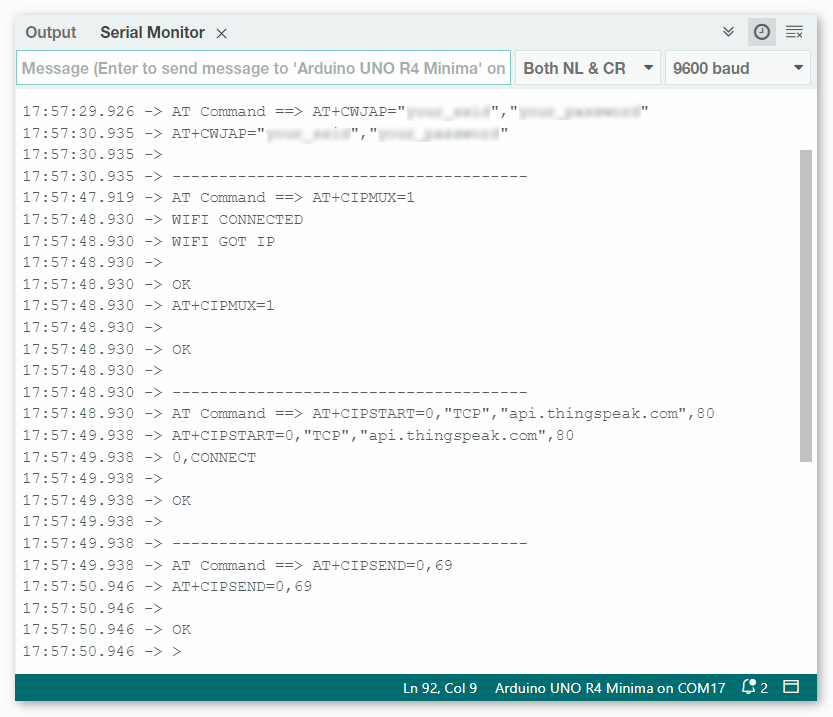 Output Serial Monitor
Message (Enter to send message to 'Arduino UNO R4 Minima' on Both NL & CR 9600 baud
17:57:29.926 -> AT Command ==> AT+CWJAP="your_ssid","your_password"
17:57:30.935 -> AT+CWJAP="your_ssid","your_password"
17:57:30.935 ->
17:57:30.935 -> --------------------------------------
17:57:47.919 -> AT Command ==> AT+CIPMUX=1
17:57:48.930 -> WIFI CONNECTED
17:57:48.930 -> WIFI GOT IP
17:57:48.930 ->
17:57:48.930 -> OK
17:57:48.930 -> AT+CIPMUX=1
17:57:48.930 ->
17:57:48.930 -> OK
17:57:48.930 ->
17:57:48.930 -> --------------------------------------
17:57:48.930 -> AT Command ==> AT+CIPSTART=0,"TCP","api.thingspeak.com",80
17:57:49.938 -> AT+CIPSTART=0,"TCP","api.thingspeak.com",80
17:57:49.938 -> 0,CONNECT
17:57:49.938 ->
17:57:49.938 -> OK
17:57:49.938 ->
17:57:49.938 -> --------------------------------------
17:57:49.938 -> AT Command ==> AT+CIPSEND=0,69
17:57:50.946 -> AT+CIPSEND=0,69
17:57:50.946 ->
17:57:50.946 -> OK
17:57:50.946 -> >
Ln 92, Col 9 Arduino UNO R4 Minima on COM17 2